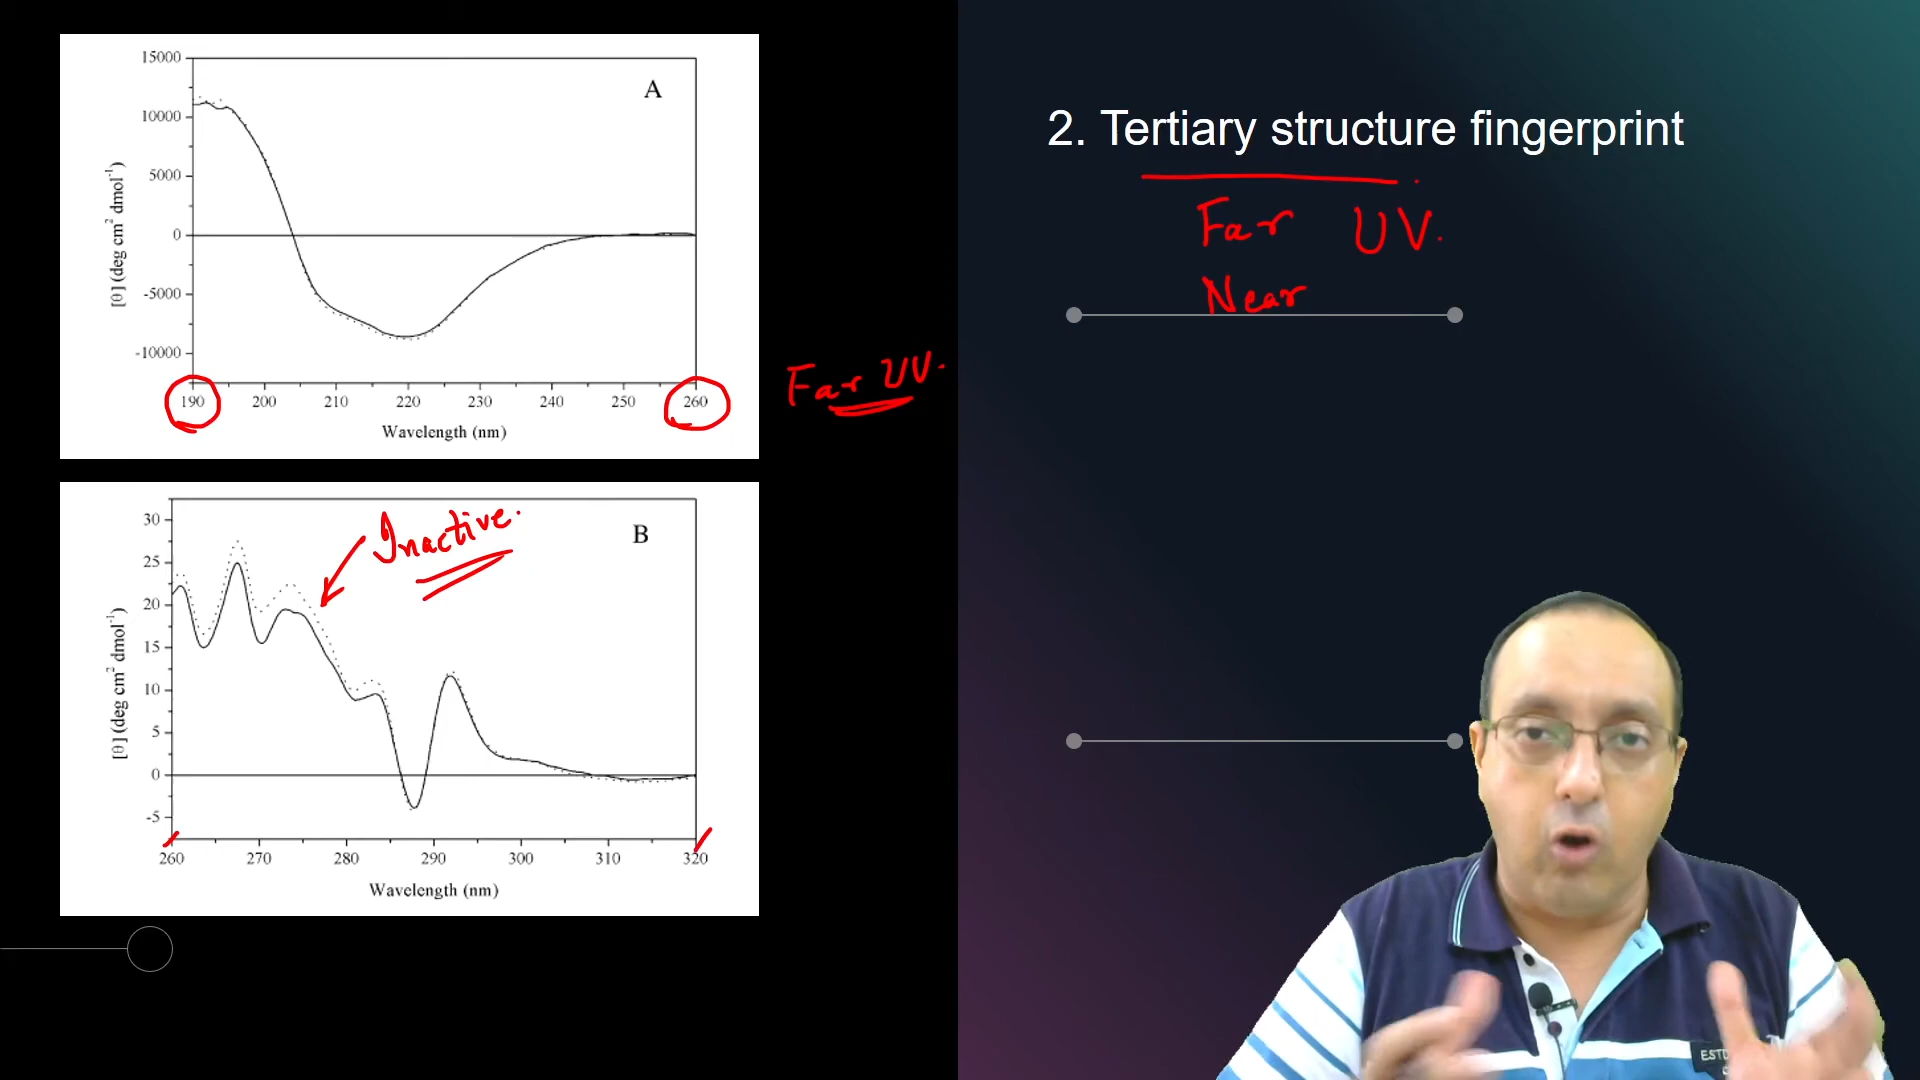 15000
10000
5000
0
-5000
-10000
[θ] (deg cm² dmol⁻¹)
A
190 200 210 220 230 240 250 260
Wavelength (nm)
Far UV.
30
25
20
15
10
5
0
-5
[θ] (deg cm² dmol⁻¹)
Inactive.
B
260 270 280 290 300 310 320
Wavelength (nm)
2. Tertiary structure fingerprint
Far UV.
Near
ESTD